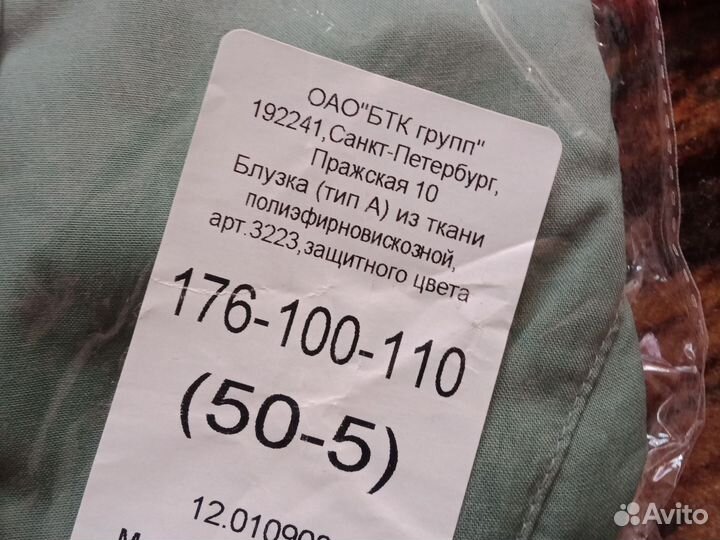 ОАО"БТК групп"
192241,Санкт-Петербург,
Пражская 10
Блузка (тип А) из ткани
полиэфирновискозной,
арт.3223,защитного цвета
176-100-110
(50-5)
Avito